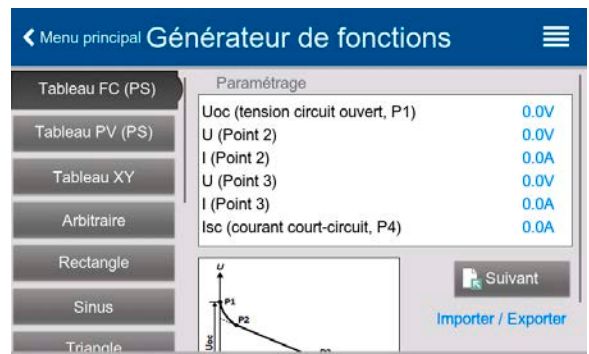 Menu principal Générateur de fonctions
Tableau FC (PS)
Tableau PV (PS)
Tableau XY
Arbitraire
Rectangle
Sinus
Triangle
Paramétrage
Uoc (tension circuit ouvert, P1) 0.0V
U (Point 2) 0.0V
I (Point 2) 0.0A
U (Point 3) 0.0V
I (Point 3) 0.0A
Isc (courant court-circuit, P4) 0.0A
U
P1
P2
Uoc
Suivant
Importer / Exporter